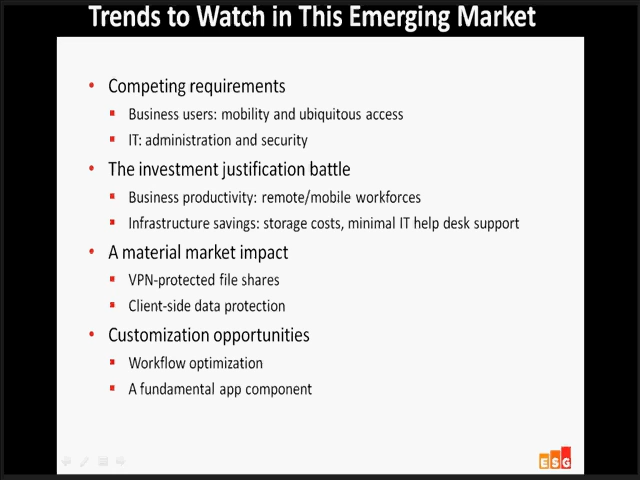 Trends to Watch in This Emerging Market
• Competing requirements
▪ Business users: mobility and ubiquitous access
▪ IT: administration and security
• The investment justification battle
▪ Business productivity: remote/mobile workforces
▪ Infrastructure savings: storage costs, minimal IT help desk support
• A material market impact
▪ VPN-protected file shares
▪ Client-side data protection
• Customization opportunities
▪ Workflow optimization
▪ A fundamental app component
ESG